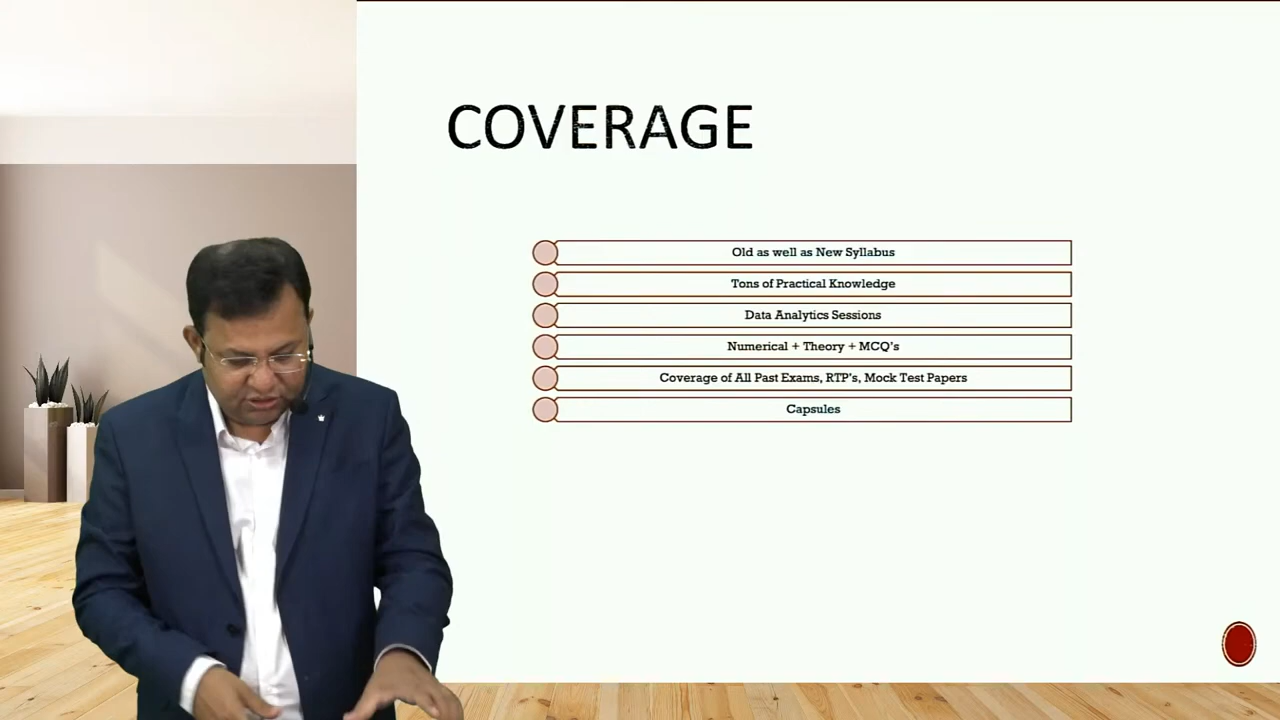 COVERAGE
Old as well as New Syllabus
Tons of Practical Knowledge
Data Analytics Sessions
Numerical + Theory + MCQ's
Coverage of All Past Exams, RTP's, Mock Test Papers
Capsules